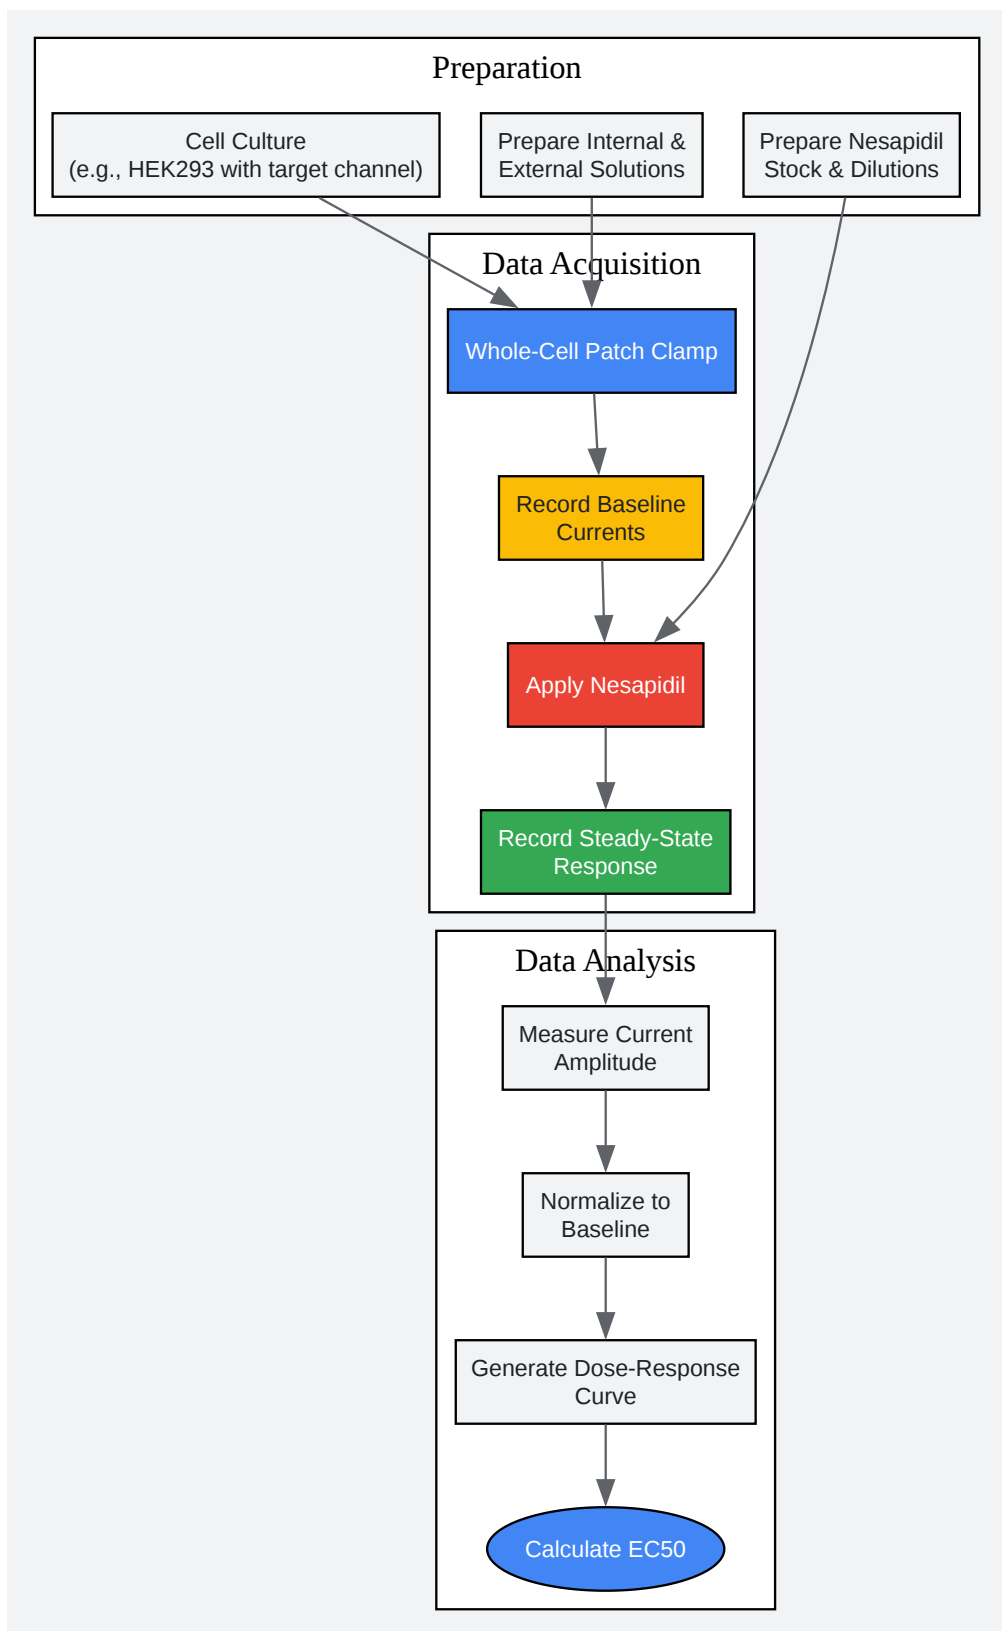 Preparation
Cell Culture
(e.g., HEK293 with target channel)
Prepare Internal &
External Solutions
Prepare Nesapidil
Stock & Dilutions
Data Acquisition
Whole-Cell Patch Clamp
Record Baseline
Currents
Apply Nesapidil
Record Steady-State
Response
Data Analysis
Measure Current
Amplitude
Normalize to
Baseline
Generate Dose-Response
Curve
Calculate EC50